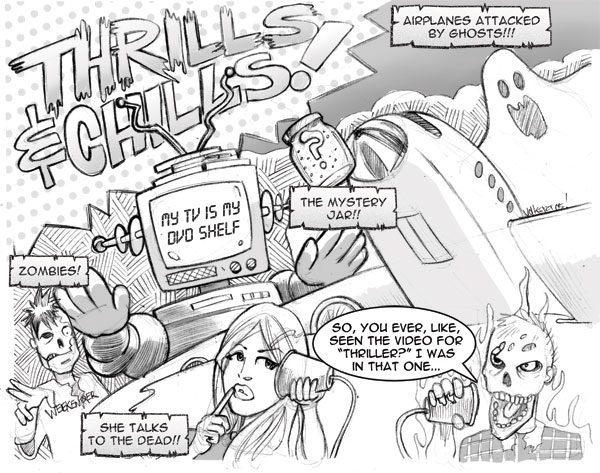 THRILLS
& CHILLS!
AIRPLANES ATTACKED
BY GHOSTS!!!
?
MY TV IS MY
DVD SHELF
THE MYSTERY
JAR!!
ZOMBIES!
SO, YOU EVER, LIKE,
SEEN THE VIDEO FOR
"THRILLER?" I WAS
IN THAT ONE...
SHE TALKS
TO THE DEAD!!